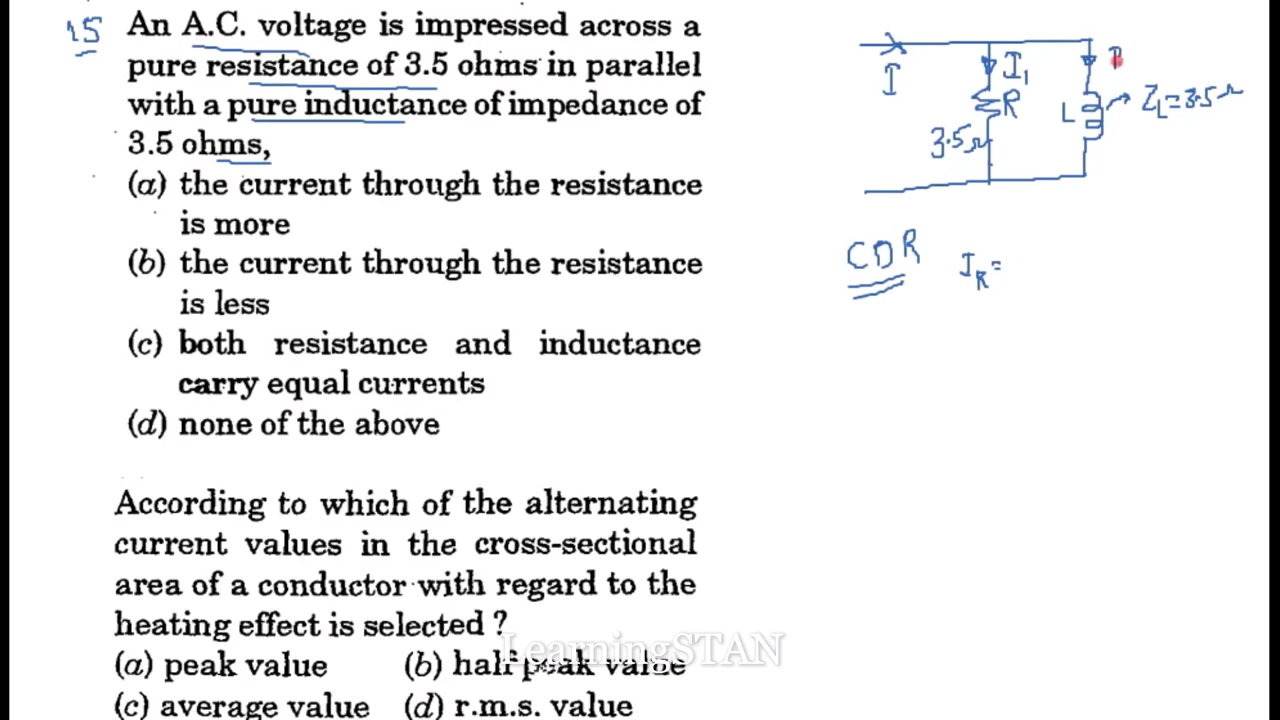 15 An A.C. voltage is impressed across a
pure resistance of 3.5 ohms in parallel
with a pure inductance of impedance of
3.5 ohms,
(a) the current through the resistance
is more
(b) the current through the resistance
is less
(c) both resistance and inductance
carry equal currents
(d) none of the above
According to which of the alternating
current values in the cross-sectional
area of a conductor with regard to the
heating effect is selected ?
(a) peak value (b) half peak value
(c) average value (d) r.m.s. value
I
I₁
R
3.5Ω
L
Z_L=3.5Ω
CDR
I_R=
LearningSTAN